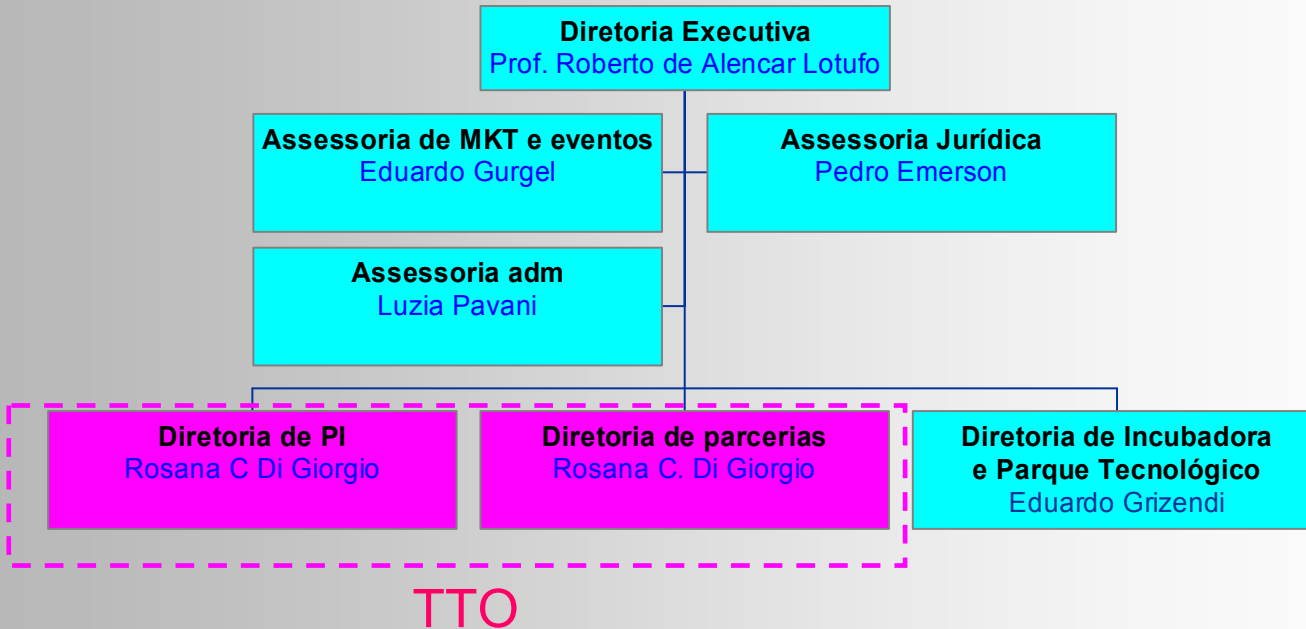 Diretoria Executiva
Prof. Roberto de Alencar Lotufo
Assessoria de MKT e eventos
Eduardo Gurgel
Assessoria Jurídica
Pedro Emerson
Assessoria adm
Luzia Pavani
Diretoria de PI
Rosana C Di Giorgio
Diretoria de parcerias
Rosana C. Di Giorgio
Diretoria de Incubadora
e Parque Tecnológico
Eduardo Grizendi
TTO